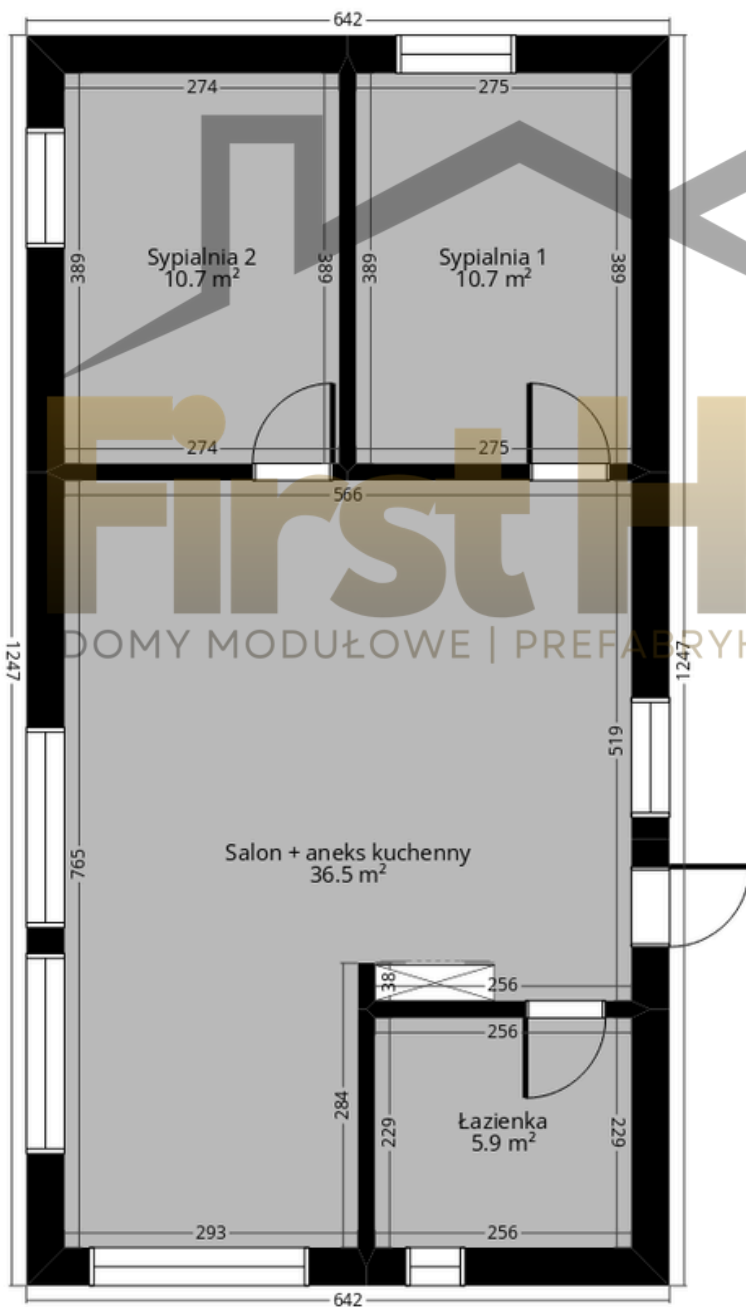 642
274
275
389
389
389
389
Sypialnia 2
10.7 m²
Sypialnia 1
10.7 m²
274
275
566
First H
DOMY MODUŁOWE | PREFABRYK
1247
1247
519
765
Salon + aneks kuchenny
36.5 m²
38
256
256
284
229
229
Łazienka
5.9 m²
293
256
642